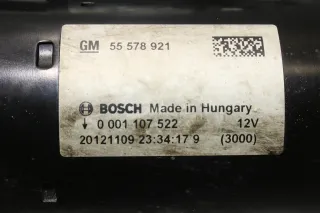 GM 55 578 921
BOSCH Made in Hungary
0 001 107 522 12V
20121109 23:34:17 9 (3000)